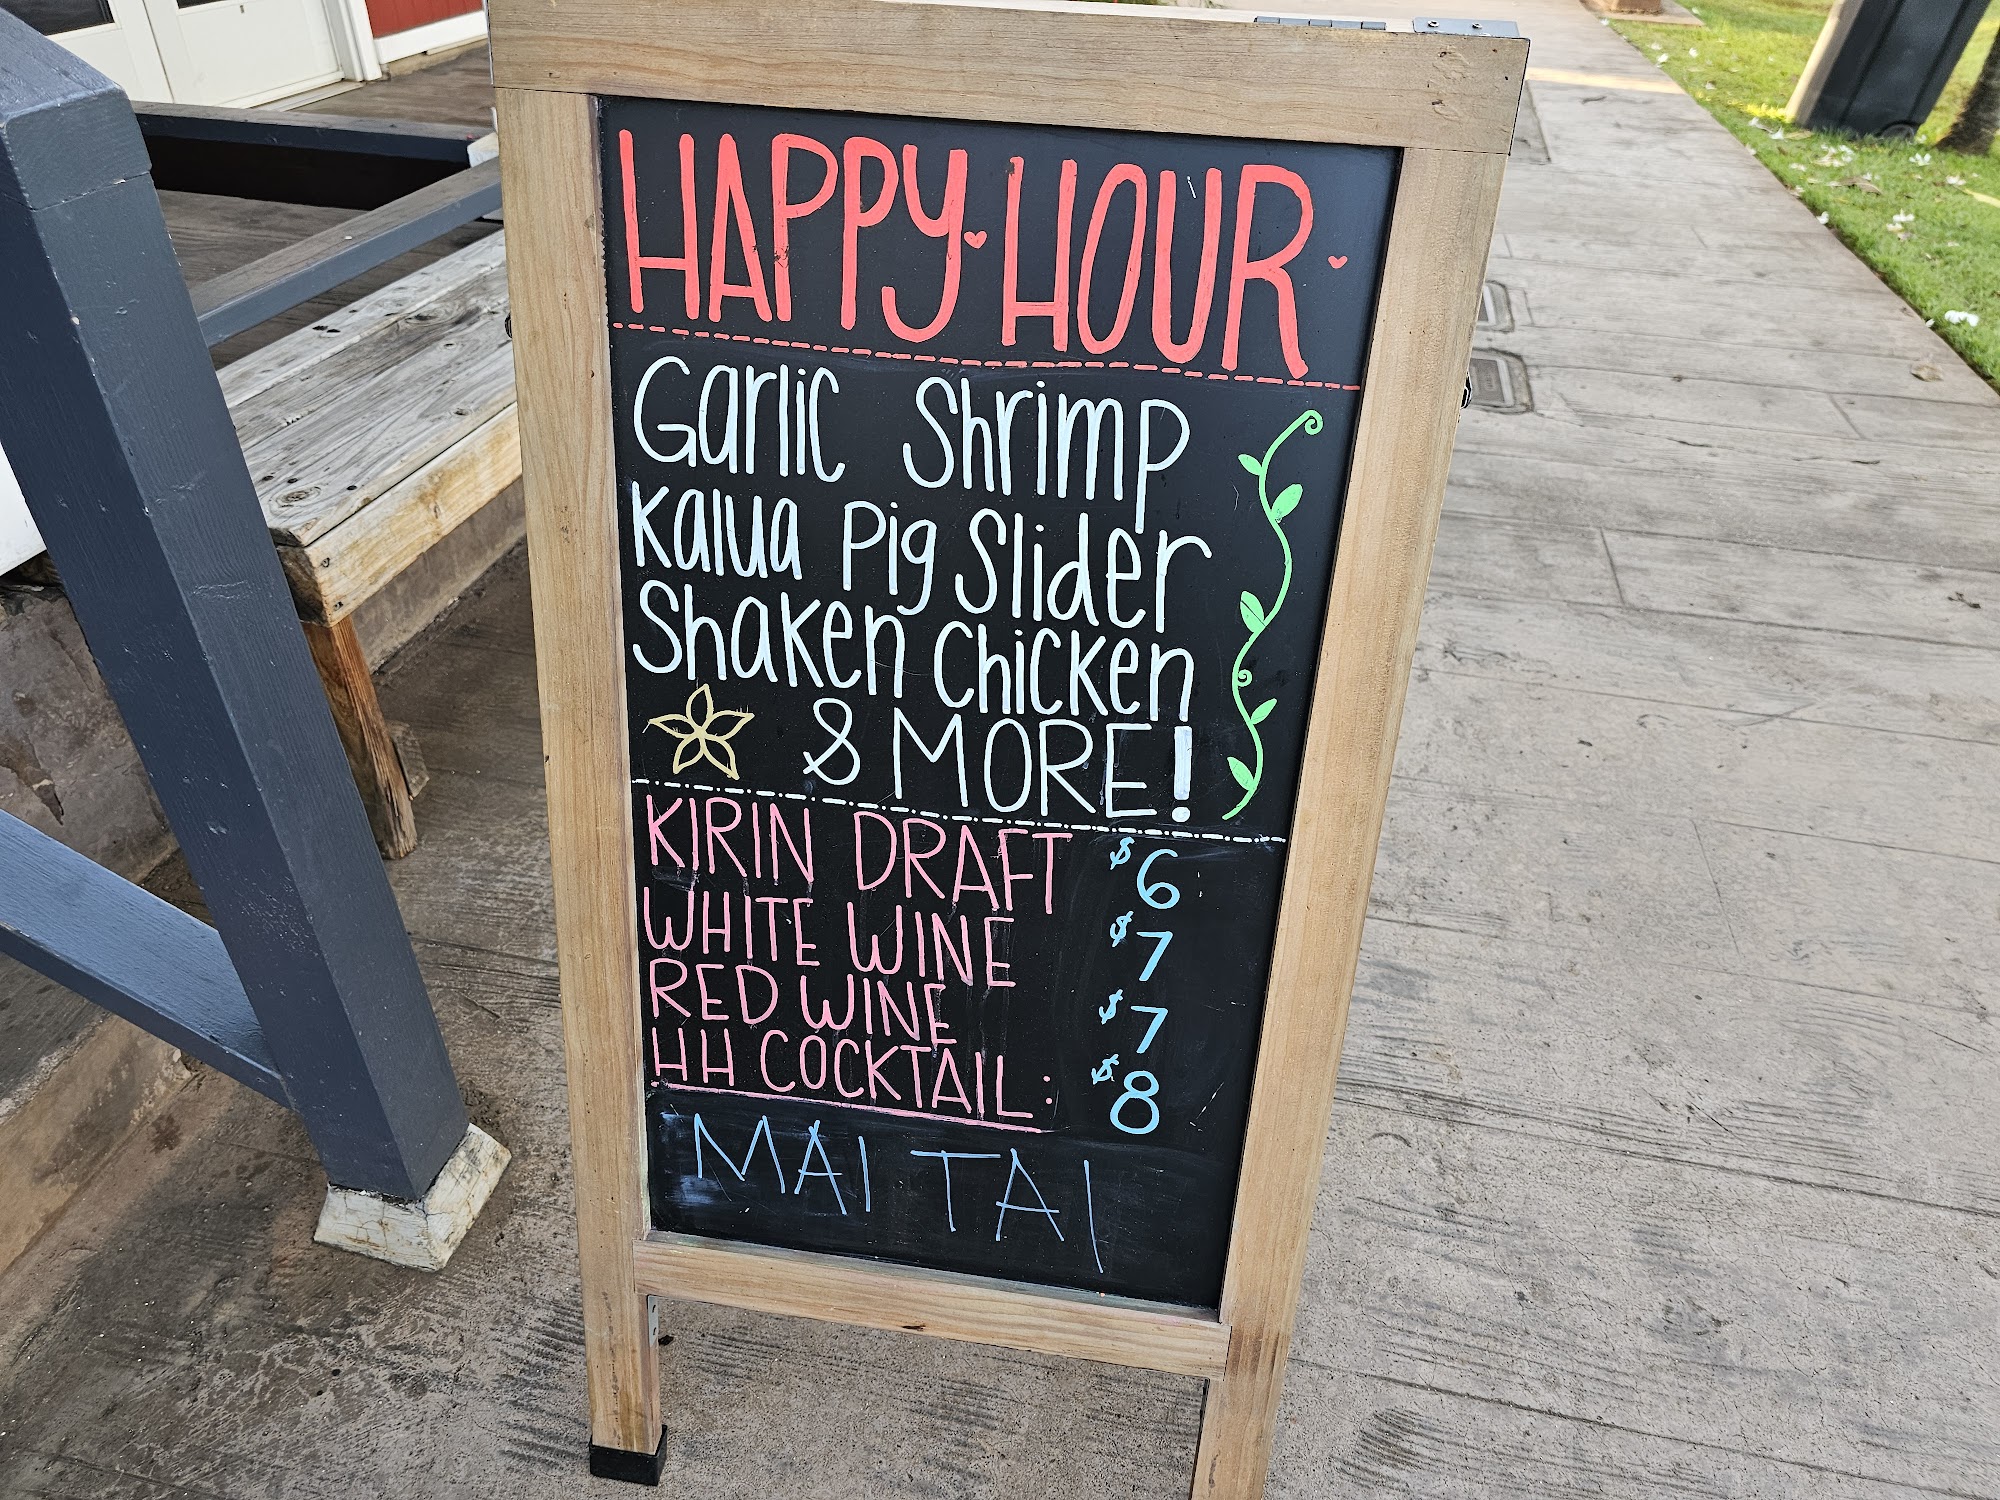 HAPPY HOUR
Garlic Shrimp
Kalua Pig Slider
Shaken Chicken
& MORE!
KIRIN DRAFT $6
WHITE WINE $7
RED WINE $7
HH COCKTAIL: $8
MAI TAI